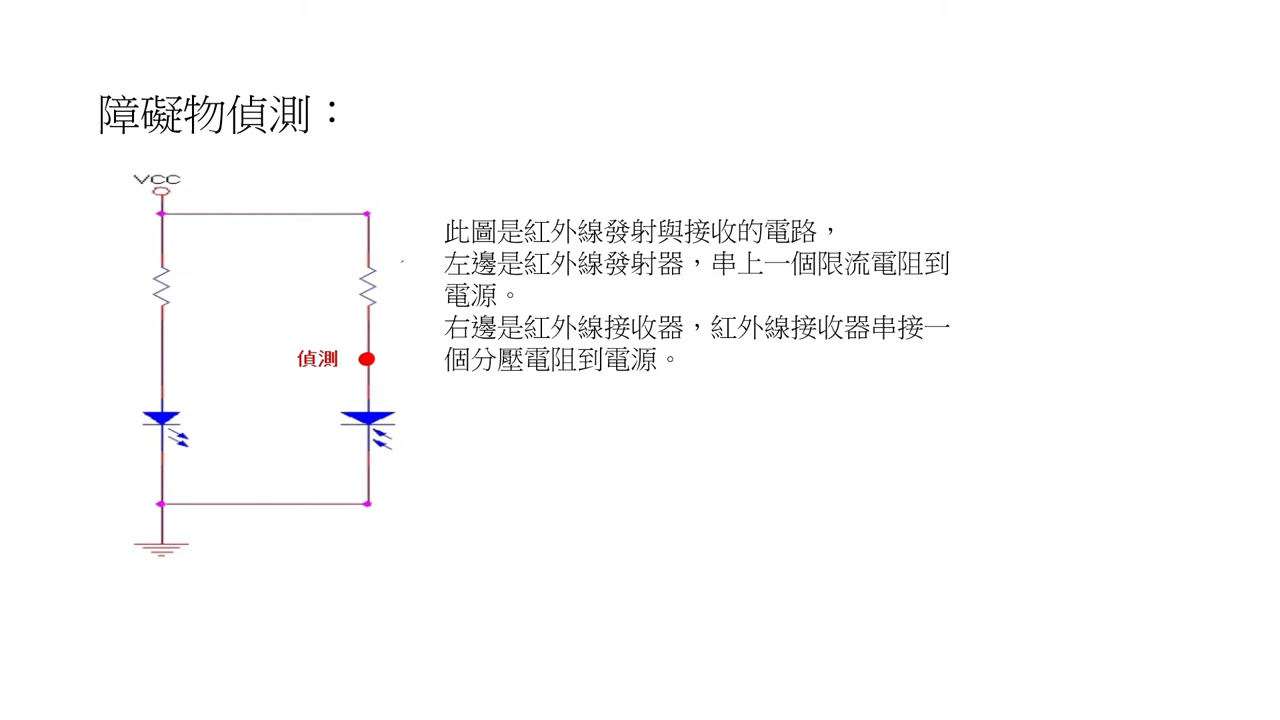 障礙物偵測：
VCC
偵測
此圖是紅外線發射與接收的電路，
左邊是紅外線發射器，串上一個限流電阻到
電源。
右邊是紅外線接收器，紅外線接收器串接一
個分壓電阻到電源。